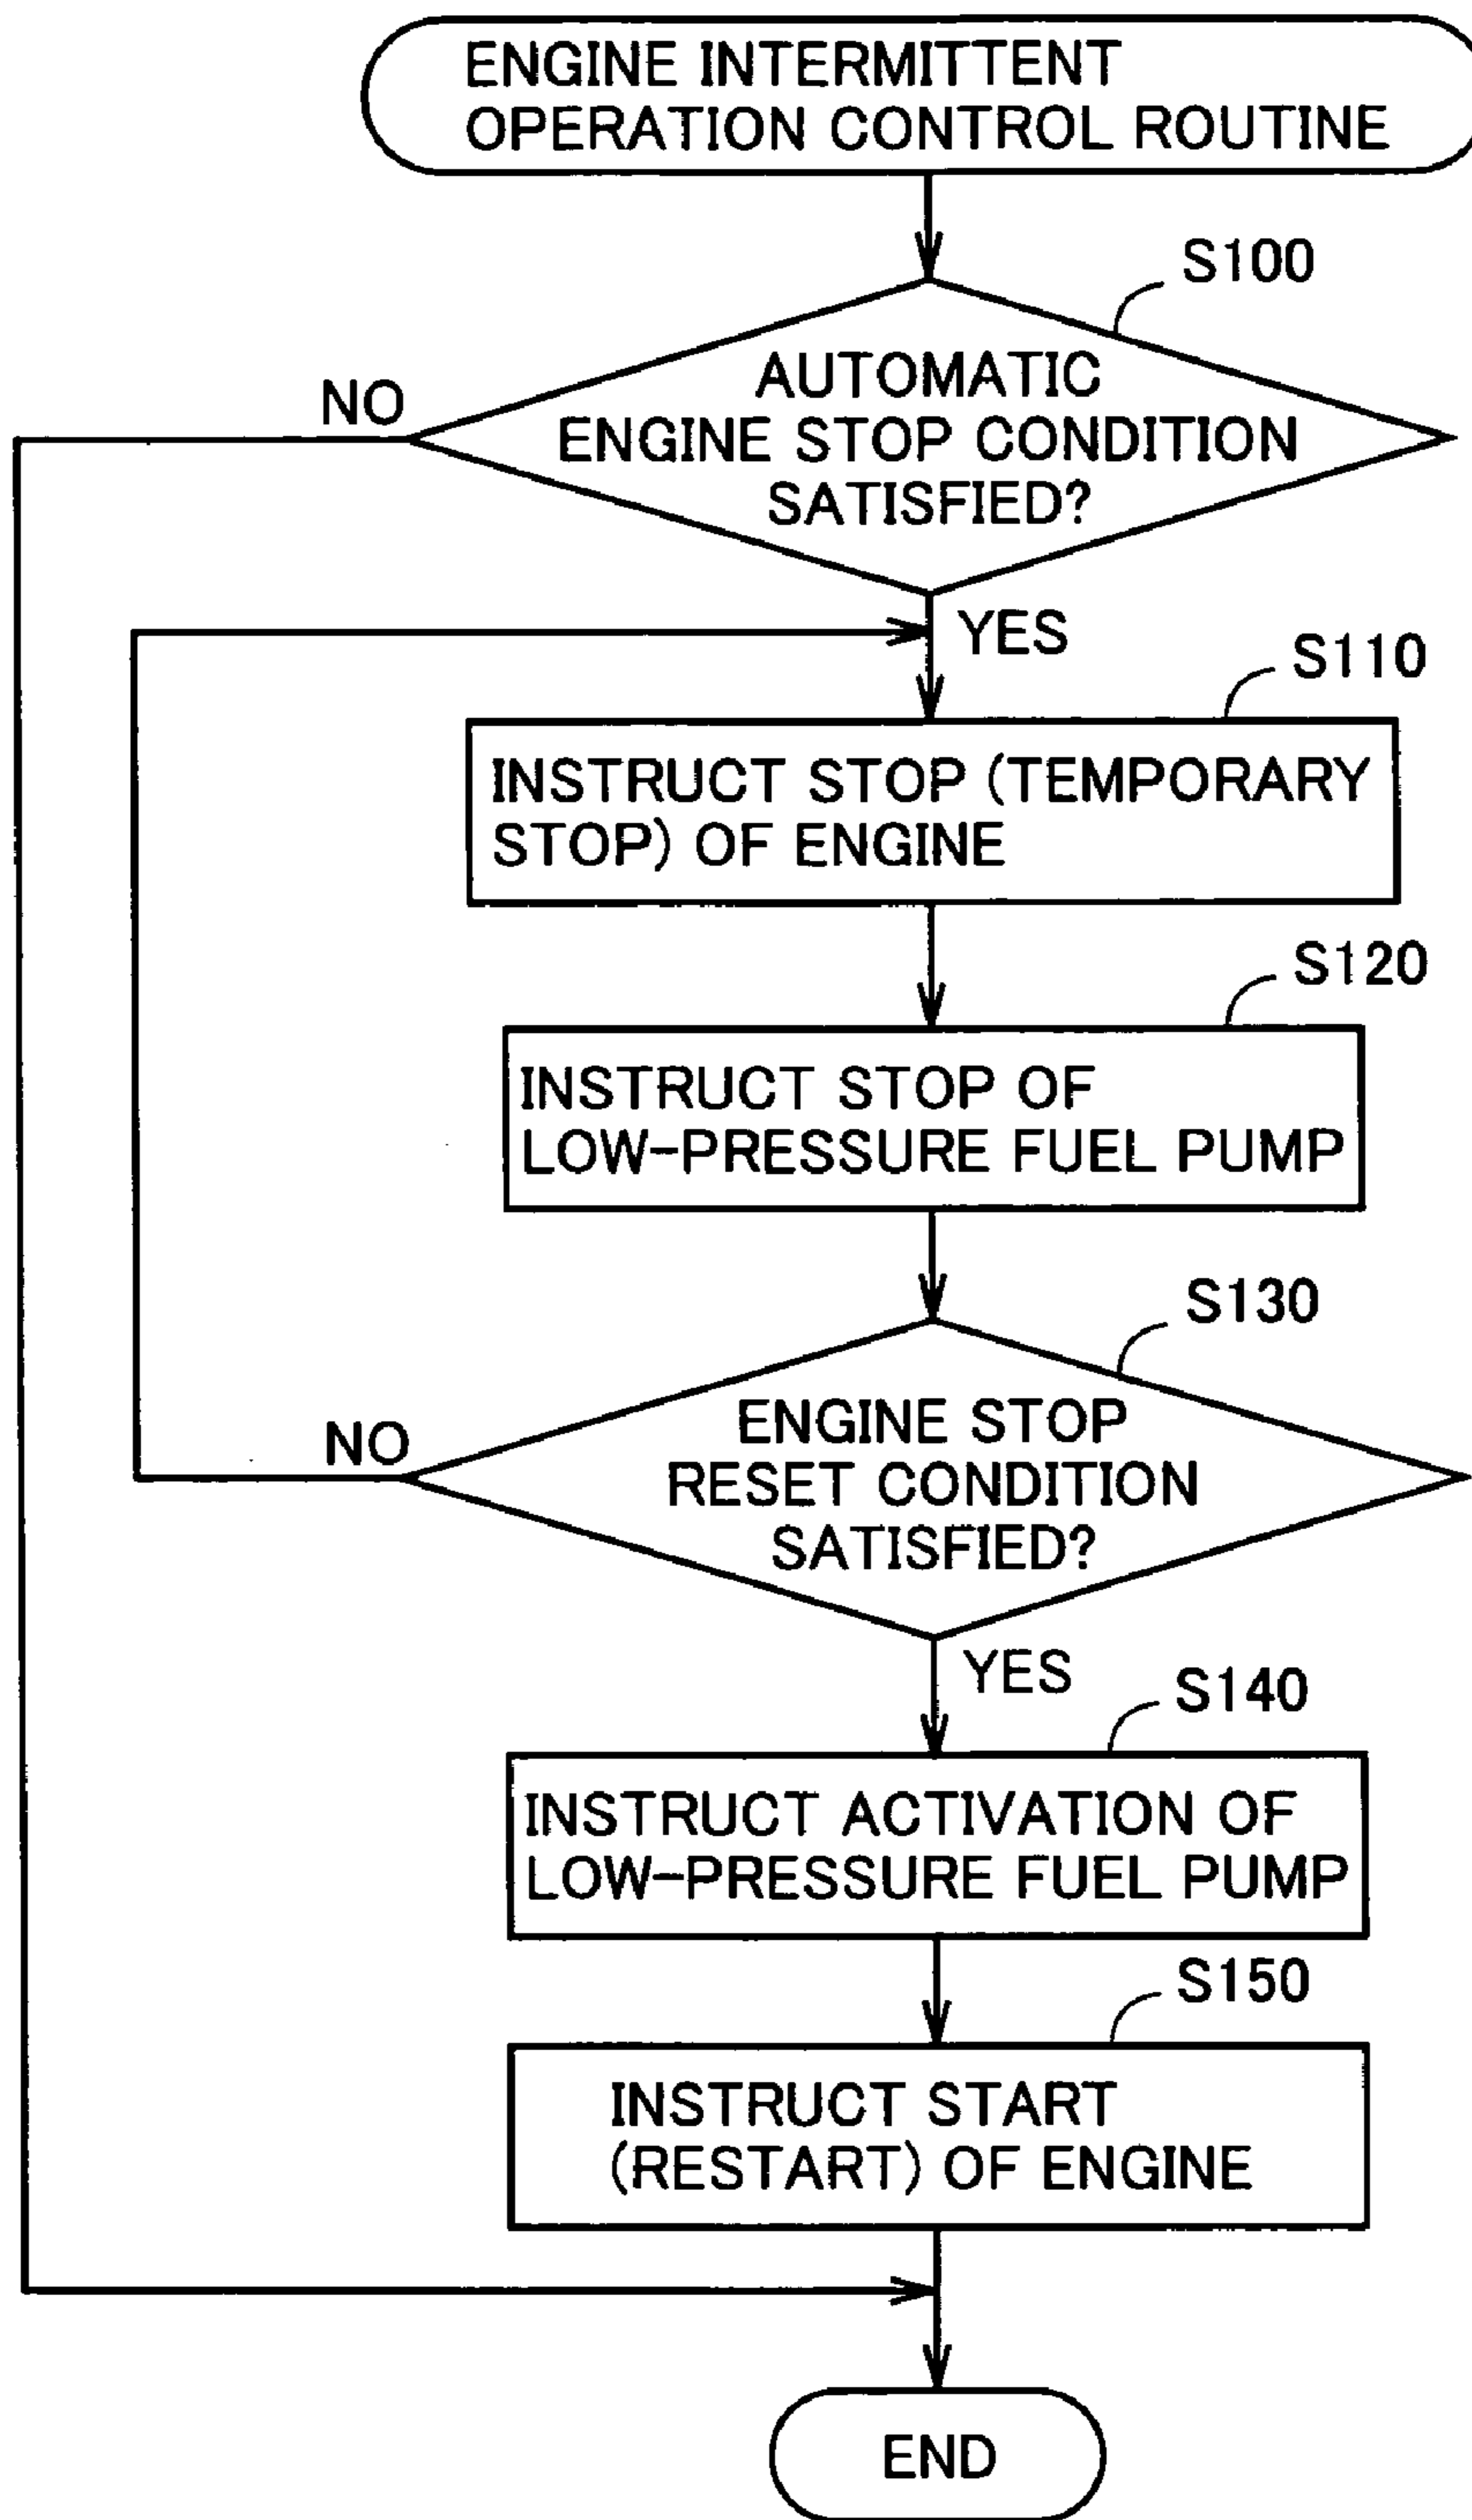 ENGINE INTERMITTENT
OPERATION CONTROL ROUTINE
S100
AUTOMATIC
ENGINE STOP CONDITION
SATISFIED?
NO
YES
S110
INSTRUCT STOP (TEMPORARY
STOP) OF ENGINE
S120
INSTRUCT STOP OF
LOW-PRESSURE FUEL PUMP
S130
ENGINE STOP
RESET CONDITION
SATISFIED?
NO
YES
S140
INSTRUCT ACTIVATION OF
LOW-PRESSURE FUEL PUMP
S150
INSTRUCT START
(RESTART) OF ENGINE
END